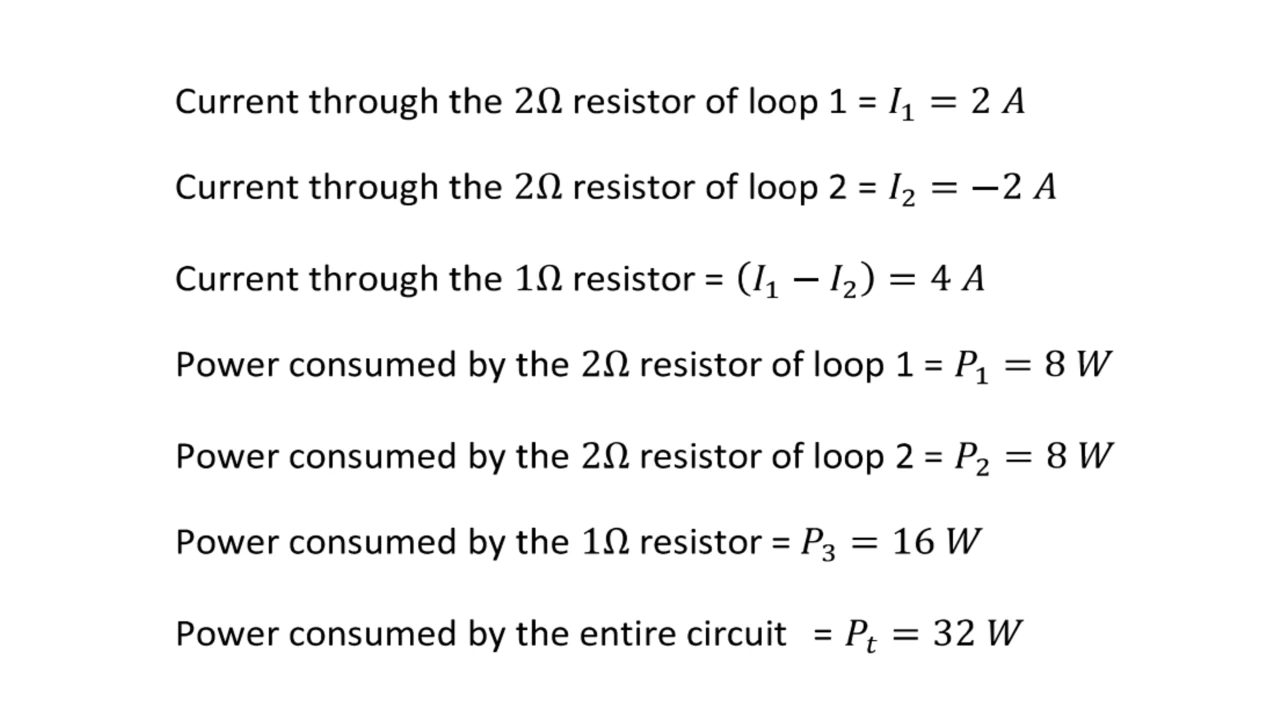 Current through the 2Ω resistor of loop 1 = I₁ = 2 A
Current through the 2Ω resistor of loop 2 = I₂ = −2 A
Current through the 1Ω resistor = (I₁ − I₂) = 4 A
Power consumed by the 2Ω resistor of loop 1 = P₁ = 8 W
Power consumed by the 2Ω resistor of loop 2 = P₂ = 8 W
Power consumed by the 1Ω resistor = P₃ = 16 W
Power consumed by the entire circuit = Pₜ = 32 W